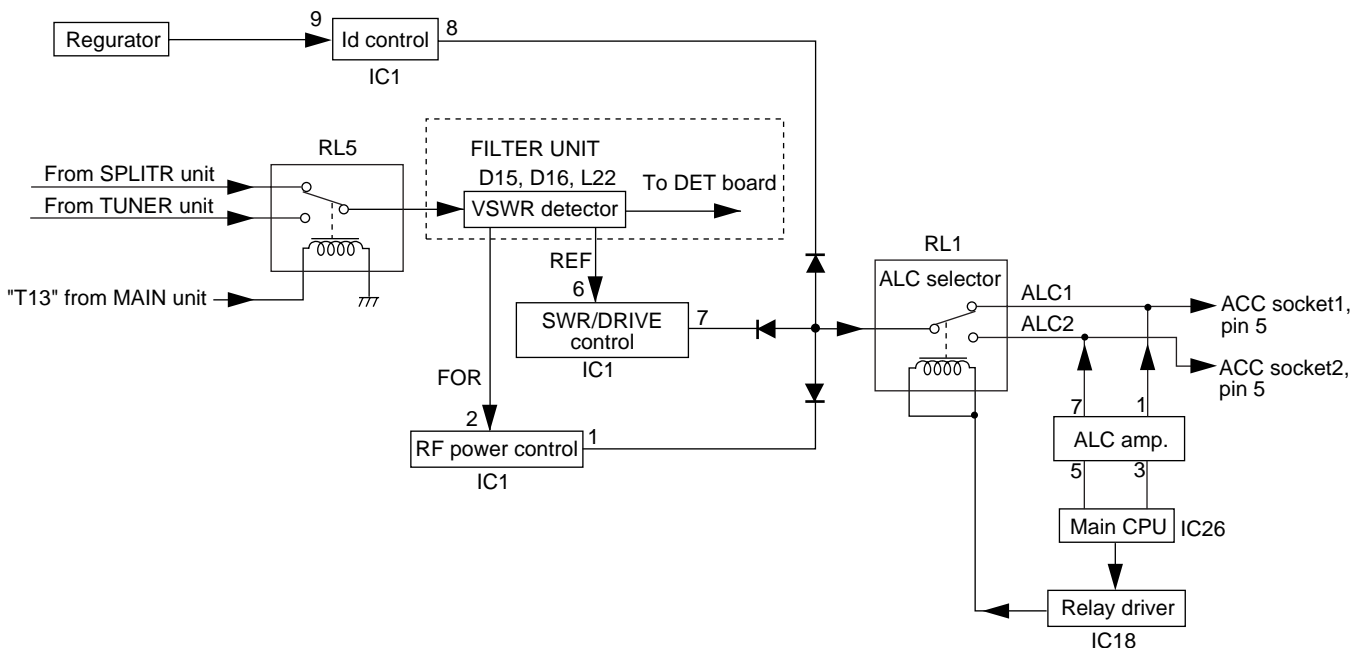 9
8
Regurator
Id control
IC1
RL5
FILTER UNIT
D15, D16, L22
From SPLITR unit
To DET board
From TUNER unit
VSWR detector
RL1
REF
ALC selector
"T13" from MAIN unit
6
ALC1
ACC socket1,
pin 5
SWR/DRIVE
control
7
ALC2
IC1
ACC socket2,
pin 5
FOR
7
1
2
1
RF power control
ALC amp.
IC1
5
3
Main CPU
IC26
Relay driver
IC18